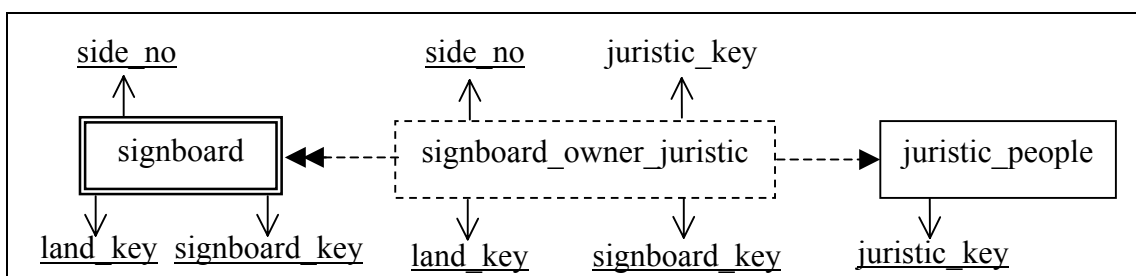 side_no side_no juristic_key
signboard signboard_owner_juristic juristic_people
land_key signboard_key land_key signboard_key juristic_key